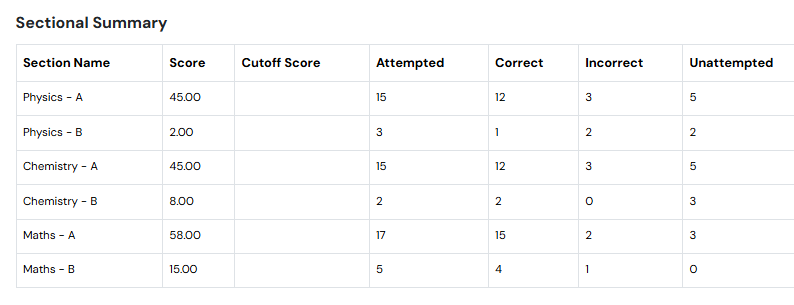 Sectional Summary
Section Name Score Cutoff Score Attempted Correct Incorrect Unattempted
Physics - A 45.00 15 12 3 5
Physics - B 2.00 3 1 2 2
Chemistry - A 45.00 15 12 3 5
Chemistry - B 8.00 2 2 0 3
Maths - A 58.00 17 15 2 3
Maths - B 15.00 5 4 1 0